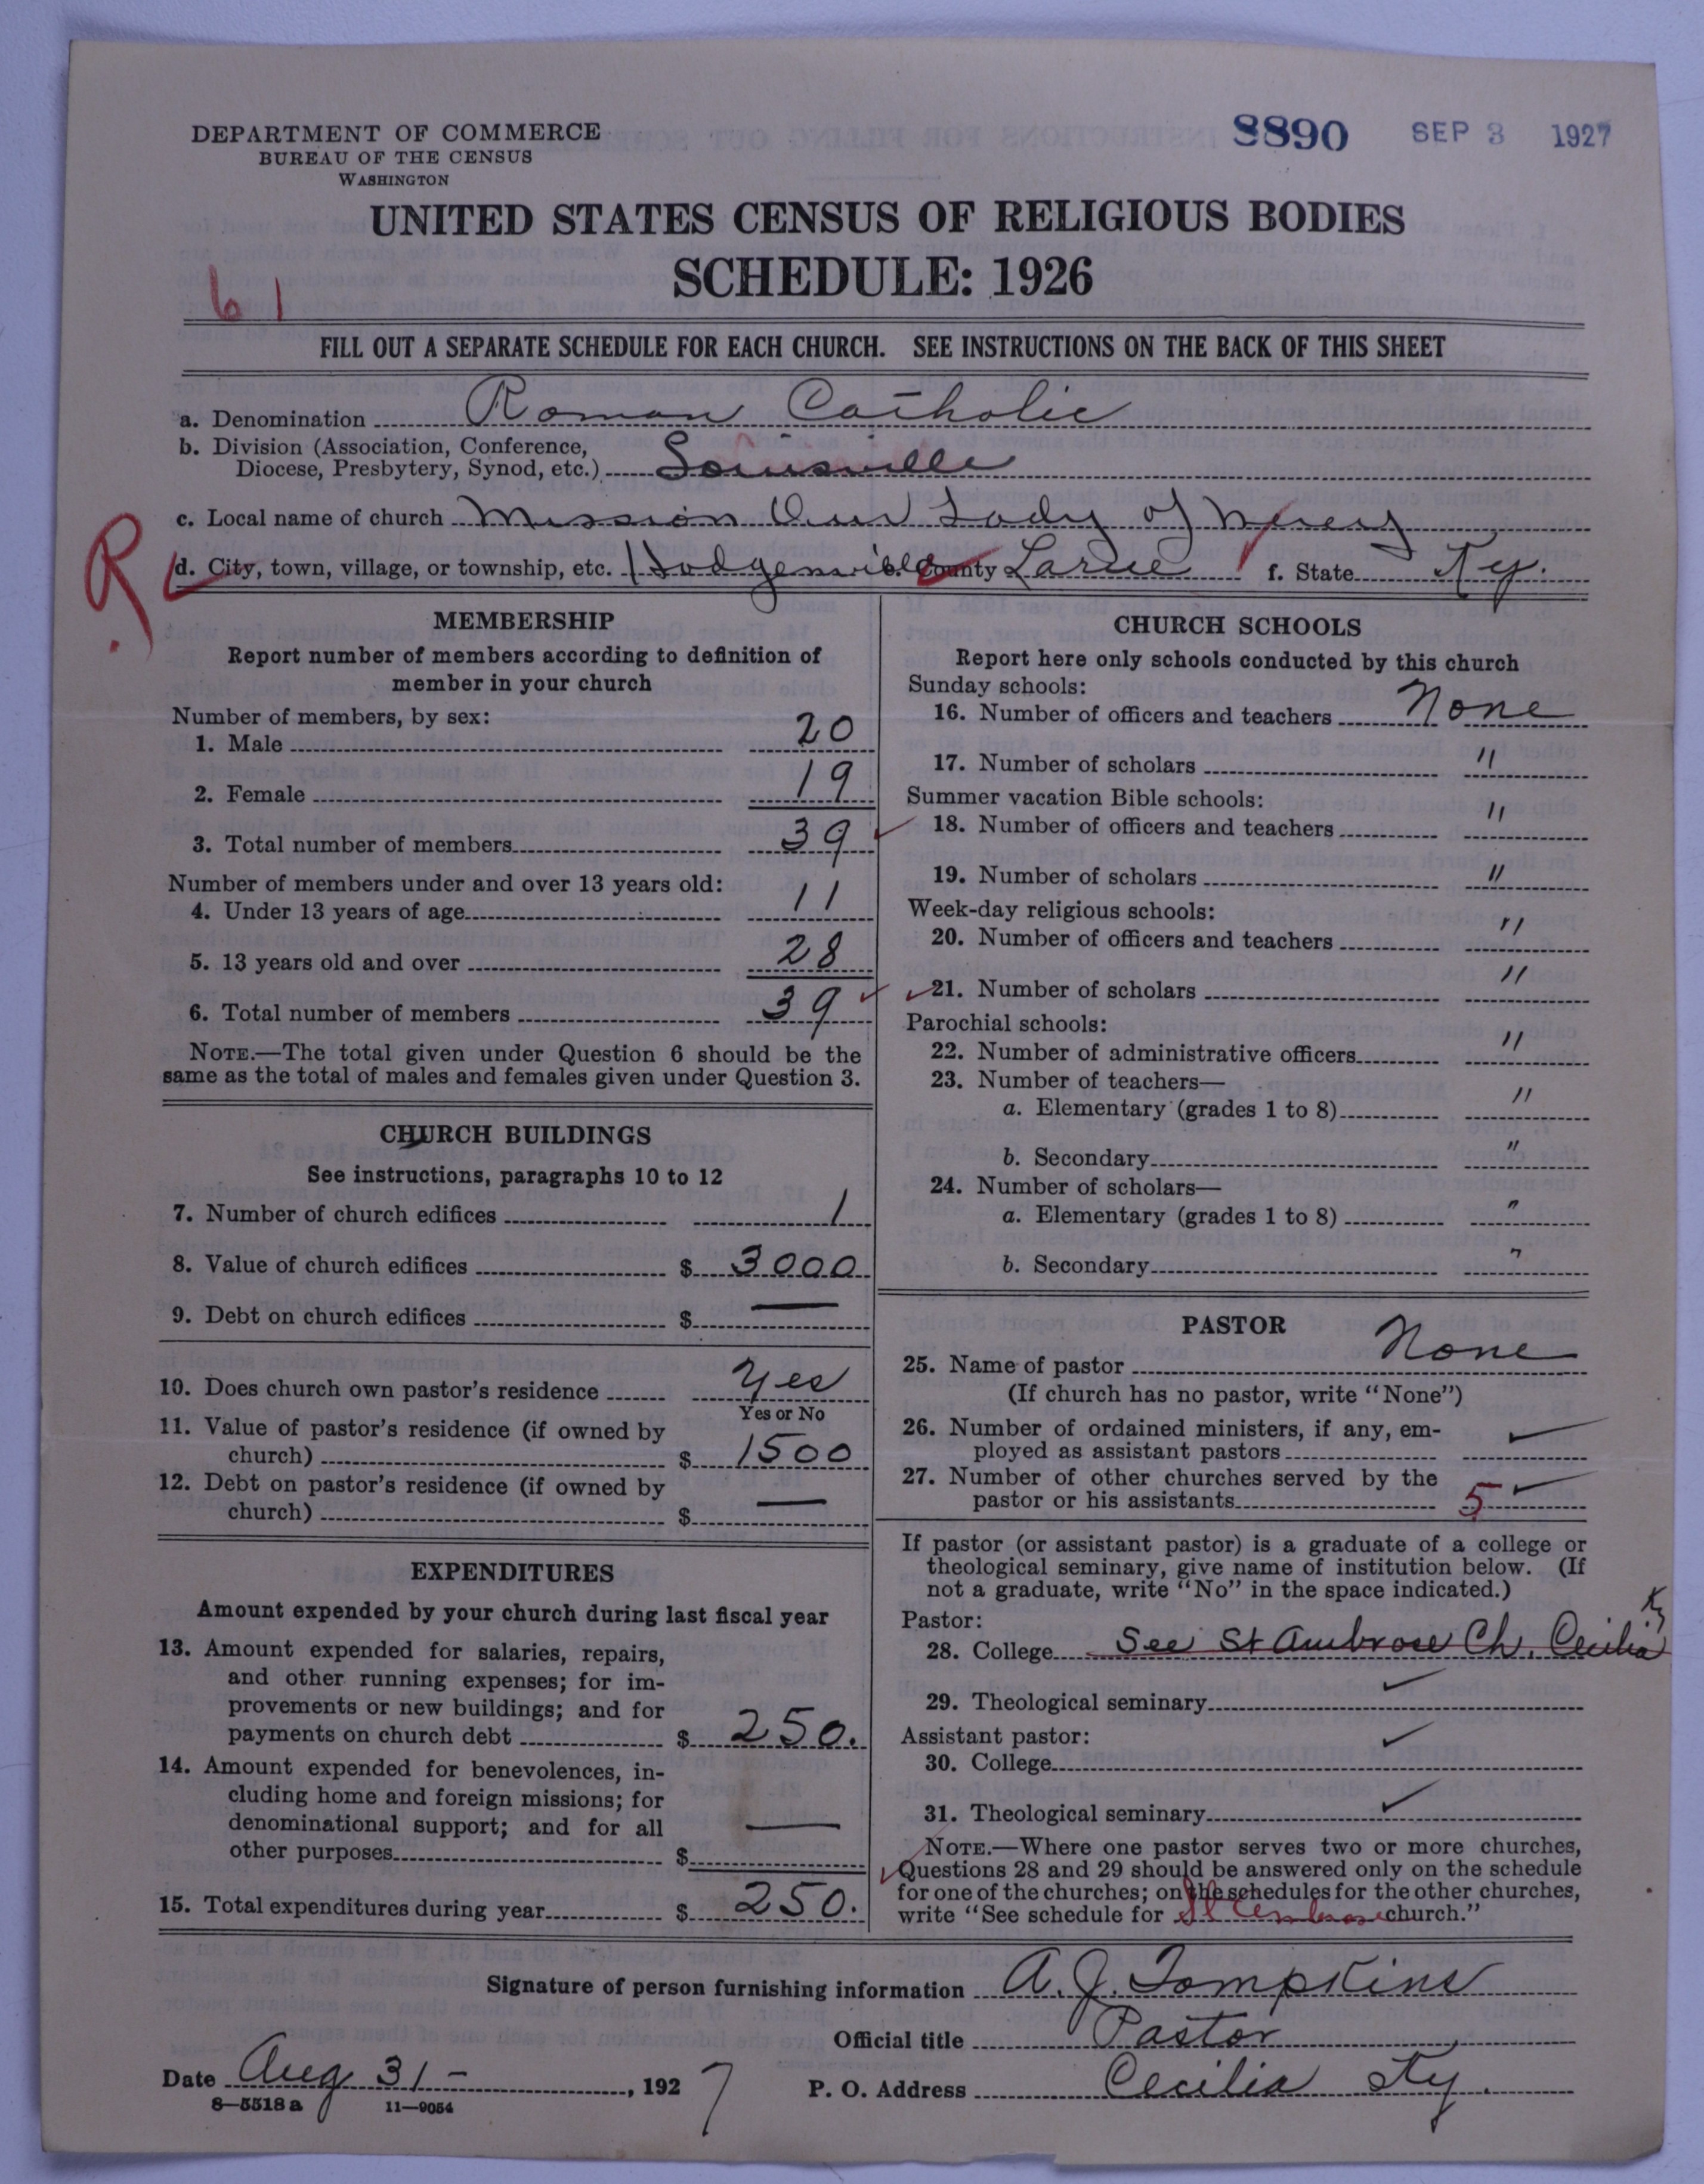 DEPARTMENT OF COMMERCE
BUREAU OF THE CENSUS
WASHINGTON
8890 SEP 3 1927
UNITED STATES CENSUS OF RELIGIOUS BODIES
SCHEDULE: 1926
6 1
FILL OUT A SEPARATE SCHEDULE FOR EACH CHURCH. SEE INSTRUCTIONS ON THE BACK OF THIS SHEET
a. Denomination Roman Catholic
b. Division (Association, Conference,
Diocese, Presbytery, Synod, etc.) Louisville
c. Local name of church Mission Our Lady of Mercy
R
d. City, town, village, or township, etc. Hodgenville e. County Larue f. State Ky.
MEMBERSHIP
Report number of members according to definition of
member in your church
Number of members, by sex:
1. Male 20
2. Female 19
3. Total number of members 39
Number of members under and over 13 years old:
4. Under 13 years of age 11
5. 13 years old and over 28
6. Total number of members 39
NOTE.—The total given under Question 6 should be the
same as the total of males and females given under Question 3.
CHURCH BUILDINGS
See instructions, paragraphs 10 to 12
7. Number of church edifices 1
8. Value of church edifices $ 3000
9. Debt on church edifices $ —
10. Does church own pastor's residence Yes
Yes or No
11. Value of pastor's residence (if owned by
church) $ 1500
12. Debt on pastor's residence (if owned by
church) $ —
EXPENDITURES
Amount expended by your church during last fiscal year
13. Amount expended for salaries, repairs,
and other running expenses; for im-
provements or new buildings; and for
payments on church debt $ 250.
14. Amount expended for benevolences, in-
cluding home and foreign missions; for
denominational support; and for all
other purposes $ —
15. Total expenditures during year $ 250.
CHURCH SCHOOLS
Report here only schools conducted by this church
Sunday schools:
16. Number of officers and teachers None
17. Number of scholars "
Summer vacation Bible schools:
18. Number of officers and teachers "
19. Number of scholars "
Week-day religious schools:
20. Number of officers and teachers "
21. Number of scholars "
Parochial schools:
22. Number of administrative officers "
23. Number of teachers—
a. Elementary (grades 1 to 8) "
b. Secondary "
24. Number of scholars—
a. Elementary (grades 1 to 8) "
b. Secondary "
PASTOR
25. Name of pastor None
(If church has no pastor, write "None")
26. Number of ordained ministers, if any, em-
ployed as assistant pastors ✓
27. Number of other churches served by the
pastor or his assistants 5 ✓
If pastor (or assistant pastor) is a graduate of a college or
theological seminary, give name of institution below. (If
not a graduate, write "No" in the space indicated.)
Pastor:
28. College See St Ambrose Ch. Cecilia Ky
29. Theological seminary ✓
Assistant pastor:
30. College ✓
31. Theological seminary ✓
NOTE.—Where one pastor serves two or more churches,
Questions 28 and 29 should be answered only on the schedule
for one of the churches; on the schedules for the other churches,
write "See schedule for St Ambrose church."
Signature of person furnishing information A. J. Tompkins
Official title Pastor
Date Aug 31 - , 1927
P. O. Address Cecilia Ky.
8—5518 a 11—9054